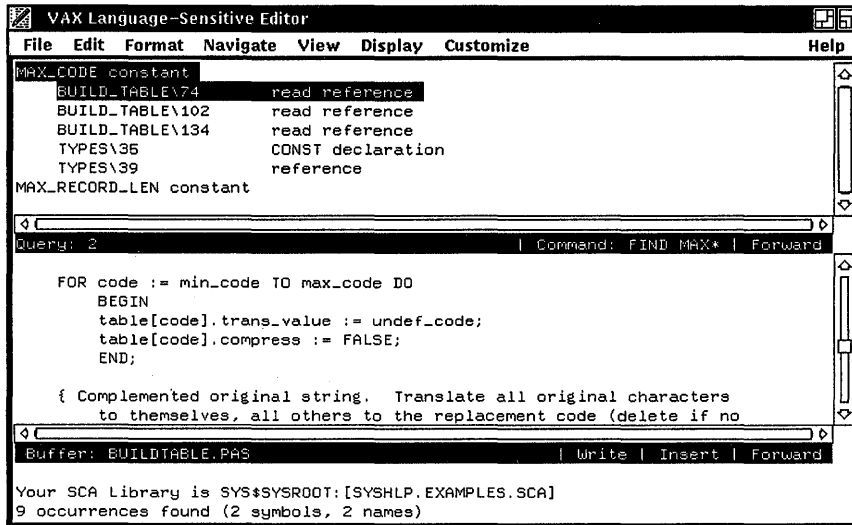 VAX Language-Sensitive Editor
File Edit Format Navigate View Display Customize Help
MAX_CODE constant
BUILD_TABLE\74 read reference
BUILD_TABLE\102 read reference
BUILD_TABLE\134 read reference
TYPES\35 CONST declaration
TYPES\39 reference
MAX_RECORD_LEN constant
Query: 2 | Command: FIND MAX* | Forward
FOR code := min_code TO max_code DO
BEGIN
table[code].trans_value := undef_code;
table[code].compress := FALSE;
END;
{ Complemented original string. Translate all original characters
to themselves, all others to the replacement code (delete if no
Buffer: BUILDTABLE.PAS | Write | Insert | Forward
Your SCA Library is SYS$SYSROOT:[SYSHLP.EXAMPLES.SCA]
9 occurrences found (2 symbols, 2 names)